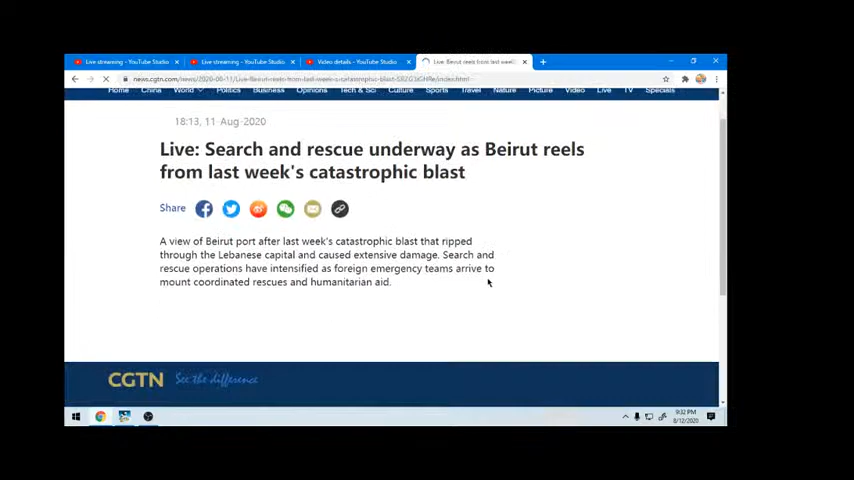 Live streaming - YouTube Studio
Live streaming - YouTube Studio
Video details - YouTube Studio
Live: Beirut reels from last week'
Home China World Politics Business Opinions Tech & Sci Culture Sports Travel Nature Picture Video Live TV Specials
18:13, 11-Aug-2020
Live: Search and rescue underway as Beirut reels
from last week's catastrophic blast
Share
A view of Beirut port after last week's catastrophic blast that ripped
through the Lebanese capital and caused extensive damage. Search and
rescue operations have intensified as foreign emergency teams arrive to
mount coordinated rescues and humanitarian aid.
CGTN See the difference
9:32 PM
8/12/2020